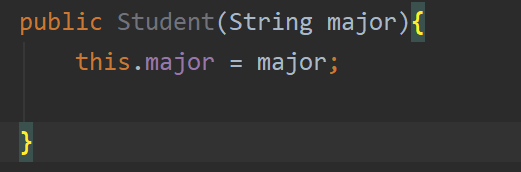 public Student(String major){
    this.major = major;
}